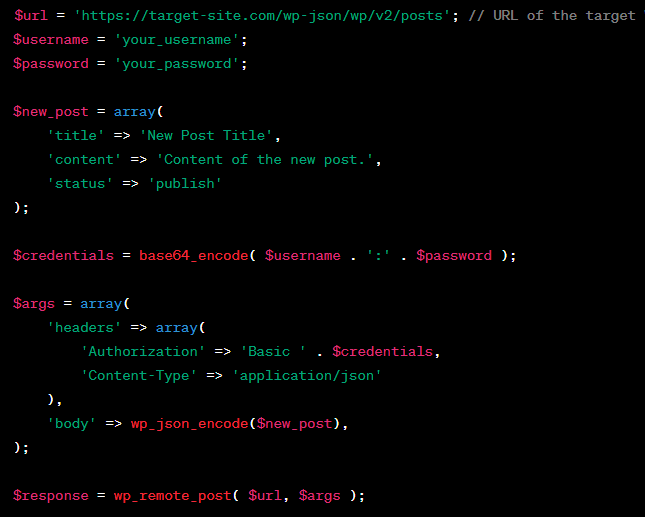 $url = 'https://target-site.com/wp-json/wp/v2/posts'; // URL of the target
$username = 'your_username';
$password = 'your_password';
$new_post = array(
'title' => 'New Post Title',
'content' => 'Content of the new post.',
'status' => 'publish'
);
$credentials = base64_encode( $username . ':' . $password );
$args = array(
'headers' => array(
'Authorization' => 'Basic ' . $credentials,
'Content-Type' => 'application/json'
),
'body' => wp_json_encode($new_post),
);
$response = wp_remote_post( $url, $args );